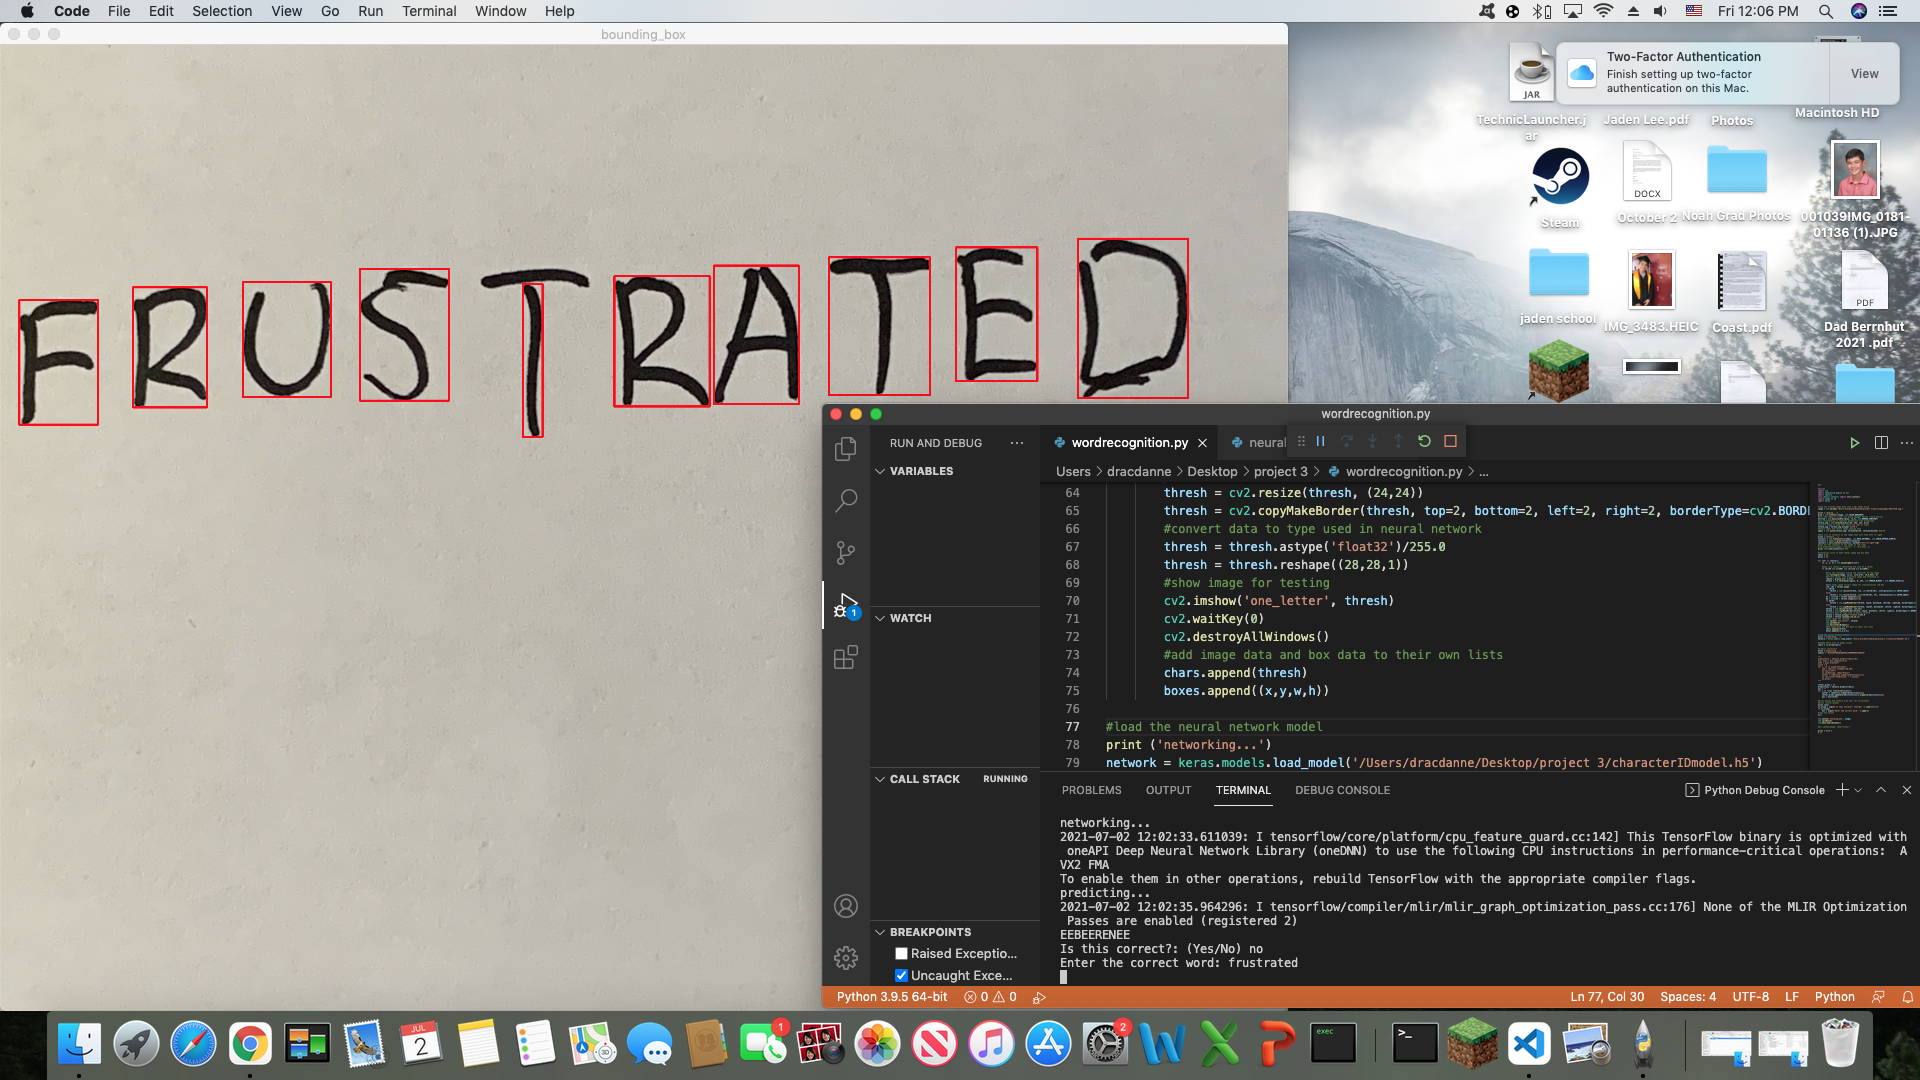 Code File Edit Selection View Go Run Terminal Window Help
Fri 12:06 PM
bounding_box
FRUSTRATED
Two-Factor Authentication
Finish setting up two-factor
authentication on this Mac.
View
JAR
TechnicLauncher.j
ar
Jaden Lee.pdf
Photos
Macintosh HD
Steam
DOCX
October 2
Noah Grad Photos
001039IMG_0181-
01136 (1).JPG
jaden school
IMG_3483.HEIC
Coast.pdf
PDF
Dad Berrnhut
2021 .pdf
wordrecognition.py
RUN AND DEBUG
VARIABLES
WATCH
CALL STACK RUNNING
BREAKPOINTS
Raised Exceptio...
Uncaught Exce...
1
wordrecognition.py
neural
Users > dracdanne > Desktop > project 3 > wordrecognition.py > ...
64 thresh = cv2.resize(thresh, (24,24))
65 thresh = cv2.copyMakeBorder(thresh, top=2, bottom=2, left=2, right=2, borderType=cv2.BORD
66 #convert data to type used in neural network
67 thresh = thresh.astype('float32')/255.0
68 thresh = thresh.reshape((28,28,1))
69 #show image for testing
70 cv2.imshow('one_letter', thresh)
71 cv2.waitKey(0)
72 cv2.destroyAllWindows()
73 #add image data and box data to their own lists
74 chars.append(thresh)
75 boxes.append((x,y,w,h))
76
77 #load the neural network model
78 print ('networking...')
79 network = keras.models.load_model('/Users/dracdanne/Desktop/project 3/characterIDmodel.h5')
PROBLEMS OUTPUT TERMINAL DEBUG CONSOLE
Python Debug Console
networking...
2021-07-02 12:02:33.611039: I tensorflow/core/platform/cpu_feature_guard.cc:142] This TensorFlow binary is optimized with
oneAPI Deep Neural Network Library (oneDNN) to use the following CPU instructions in performance-critical operations: A
VX2 FMA
To enable them in other operations, rebuild TensorFlow with the appropriate compiler flags.
predicting...
2021-07-02 12:02:35.964296: I tensorflow/compiler/mlir/mlir_graph_optimization_pass.cc:176] None of the MLIR Optimization
Passes are enabled (registered 2)
EEBEERENEE
Is this correct?: (Yes/No) no
Enter the correct word: frustrated
Python 3.9.5 64-bit 0 0
Ln 77, Col 30 Spaces: 4 UTF-8 LF Python
JUL
2
3D
1
2
exec